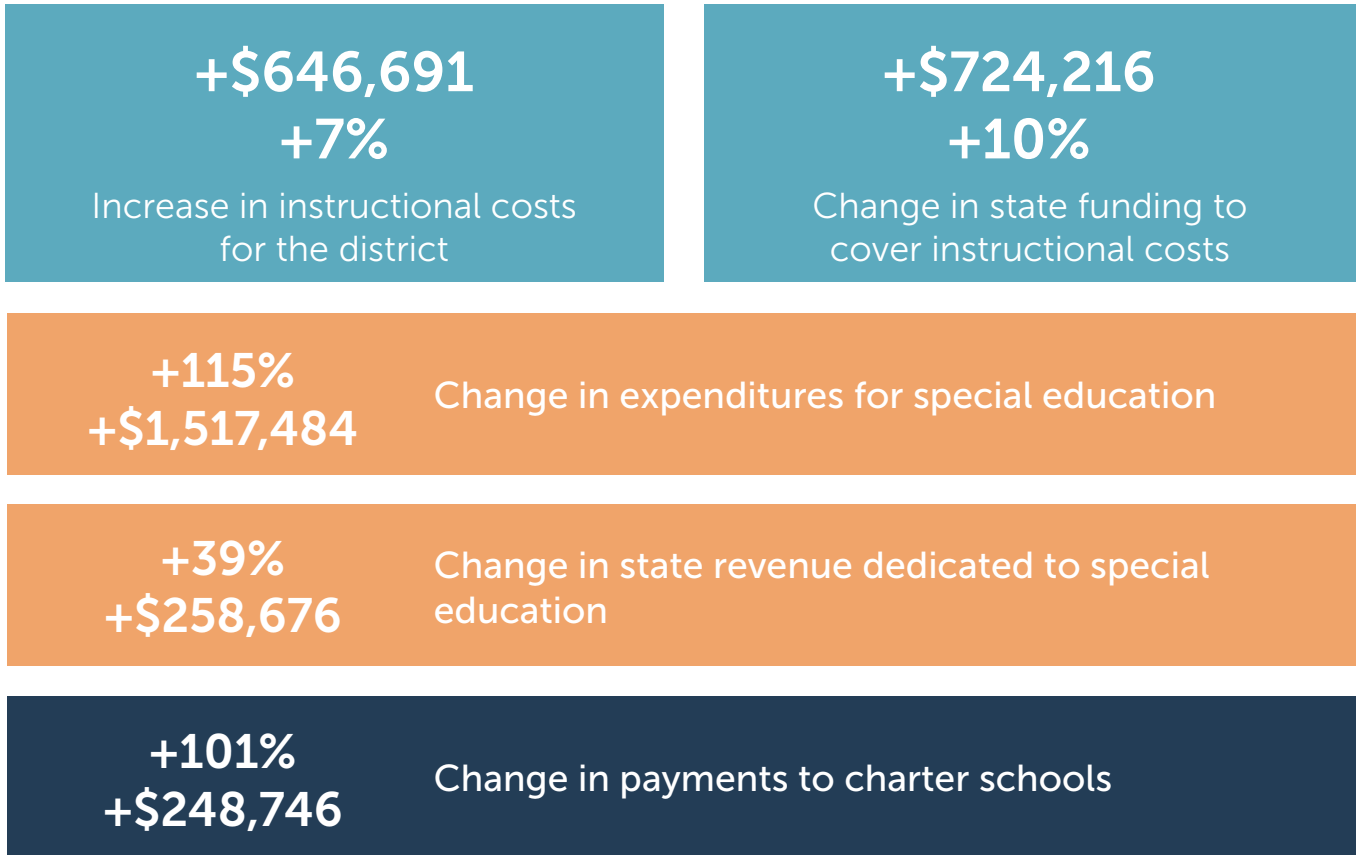 +$646,691
+7%
Increase in instructional costs
for the district
+$724,216
+10%
Change in state funding to
cover instructional costs
+115%
+$1,517,484
Change in expenditures for special education
+39%
+$258,676
Change in state revenue dedicated to special
education
+101%
+$248,746
Change in payments to charter schools